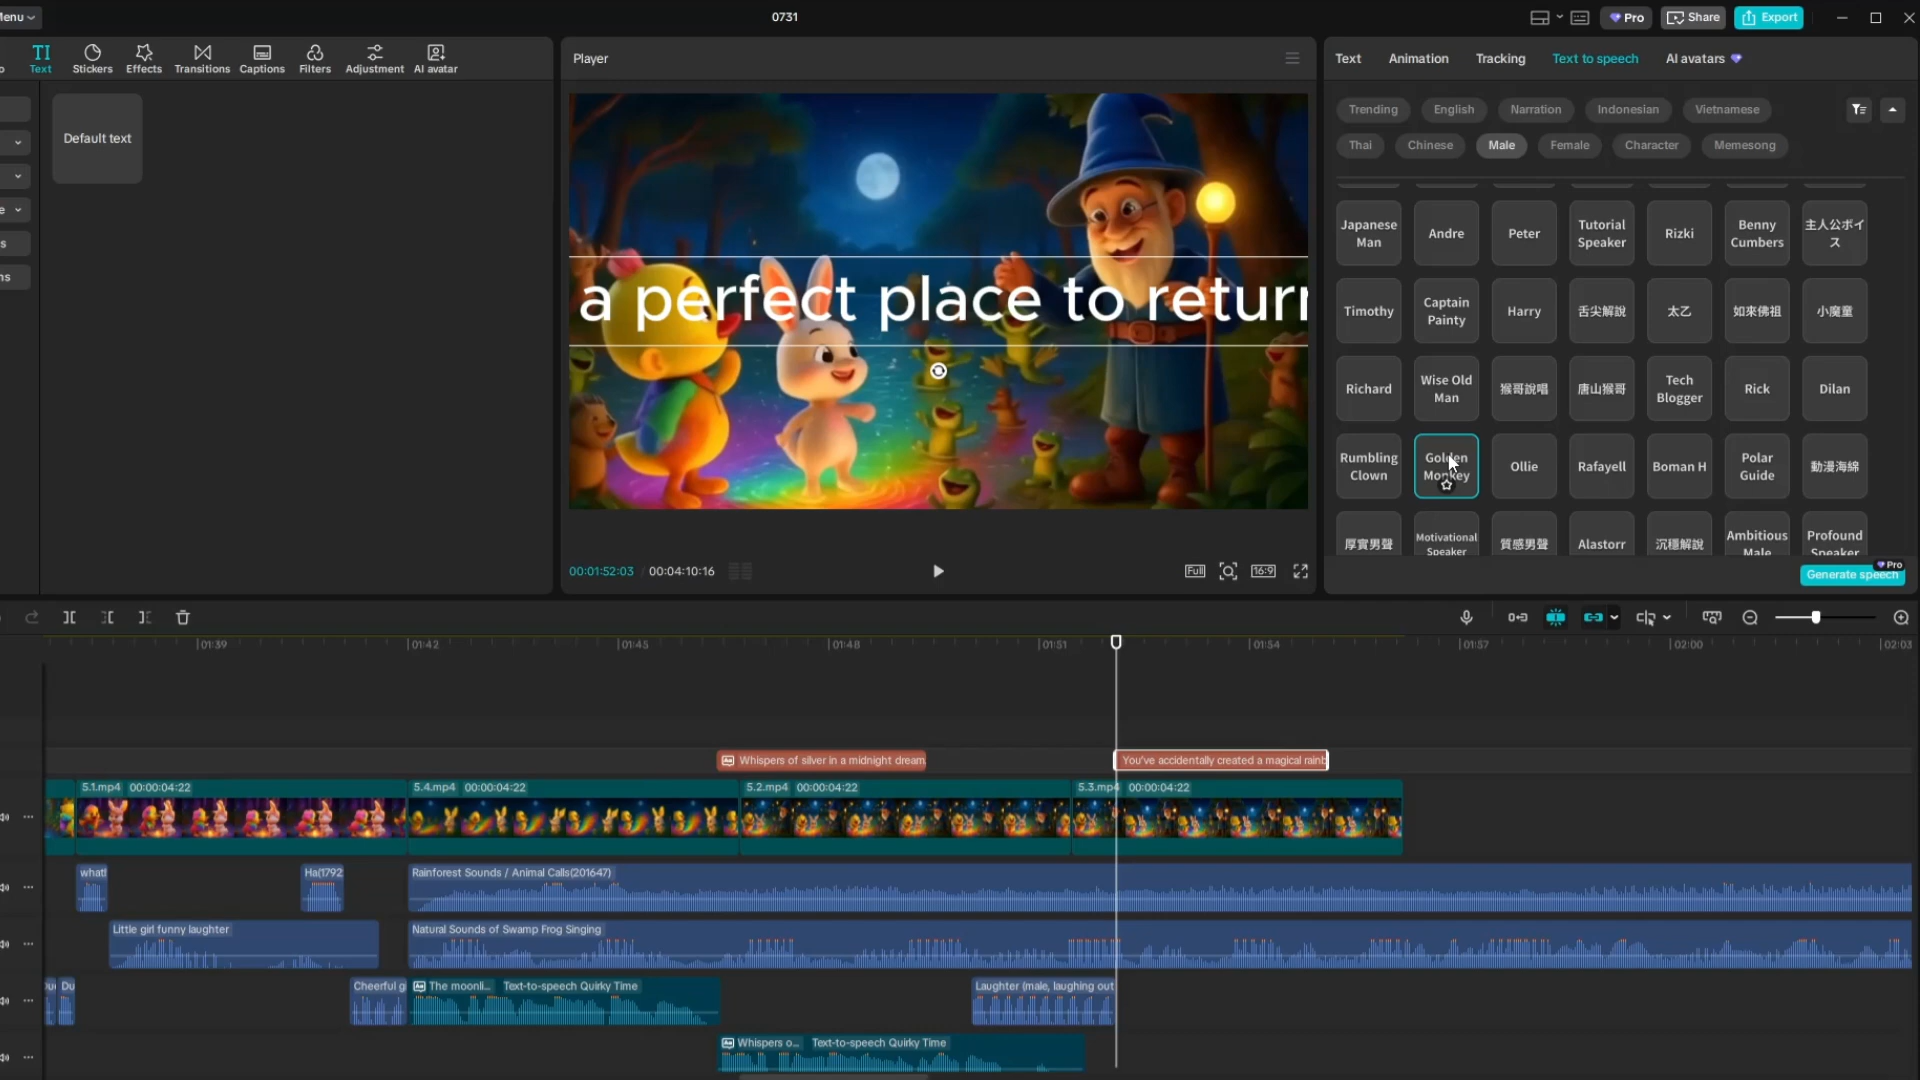 Menu
0731
Pro
Share
Export
Text
Stickers
Effects
Transitions
Captions
Filters
Adjustment
AI avatar
Default text
Player
a perfect place to return
00:01:52:03
00:04:10:16
Full
16:9
Text
Animation
Tracking
Text to speech
AI avatars
Trending
English
Narration
Indonesian
Vietnamese
Thai
Chinese
Male
Female
Character
Memesong
Japanese Man
Andre
Peter
Tutorial Speaker
Rizki
Benny Cumbers
主人公ボイス
Timothy
Captain Painty
Harry
舌尖解說
太乙
如來佛祖
小魔童
Richard
Wise Old Man
猴哥說唱
唐山猴哥
Tech Blogger
Rick
Dilan
Rumbling Clown
Golden Monkey
Ollie
Rafayell
Boman H
Polar Guide
動漫海綿
厚實男聲
Motivational Speaker
質感男聲
Alastorr
沉穩解說
Ambitious Male
Profound Speaker
Pro
Generate speech
01:39
01:42
01:45
01:48
01:51
01:54
01:57
02:00
02:03
Whispers of silver in a midnight dream
You've accidentally created a magical rainb
5.1.mp4 00:00:04:22
5.4.mp4 00:00:04:22
5.2.mp4 00:00:04:22
5.3.mp4 00:00:04:22
what
Ha(1792
Rainforest Sounds / Animal Calls(201647)
Little girl funny laughter
Natural Sounds of Swamp Frog Singing
Du
Cheerful g
The moonli... Text-to-speech Quirky Time
Laughter (male, laughing out
Whispers o... Text-to-speech Quirky Time